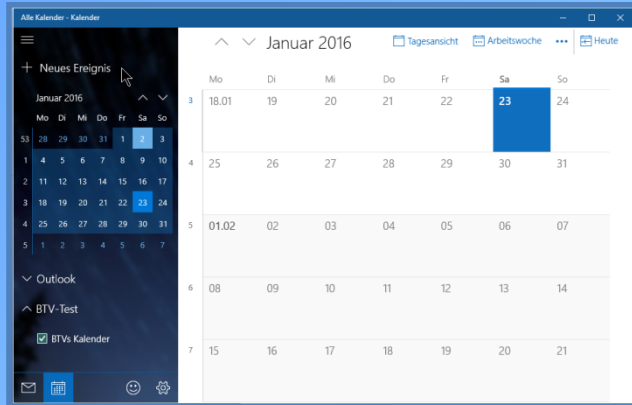 Alle Kalender - Kalender
Neues Ereignis
Januar 2016
Mo Di Mi Do Fr Sa So
53 28 29 30 31 1 2 3
1 4 5 6 7 8 9 10
2 11 12 13 14 15 16 17
3 18 19 20 21 22 23 24
4 25 26 27 28 29 30 31
5 1 2 3 4 5 6 7
Outlook
BTV-Test
BTVs Kalender
Januar 2016 Tagesansicht Arbeitswoche ••• Heute
Mo Di Mi Do Fr Sa So
3 18.01 19 20 21 22 23 24
4 25 26 27 28 29 30 31
5 01.02 02 03 04 05 06 07
6 08 09 10 11 12 13 14
7 15 16 17 18 19 20 21